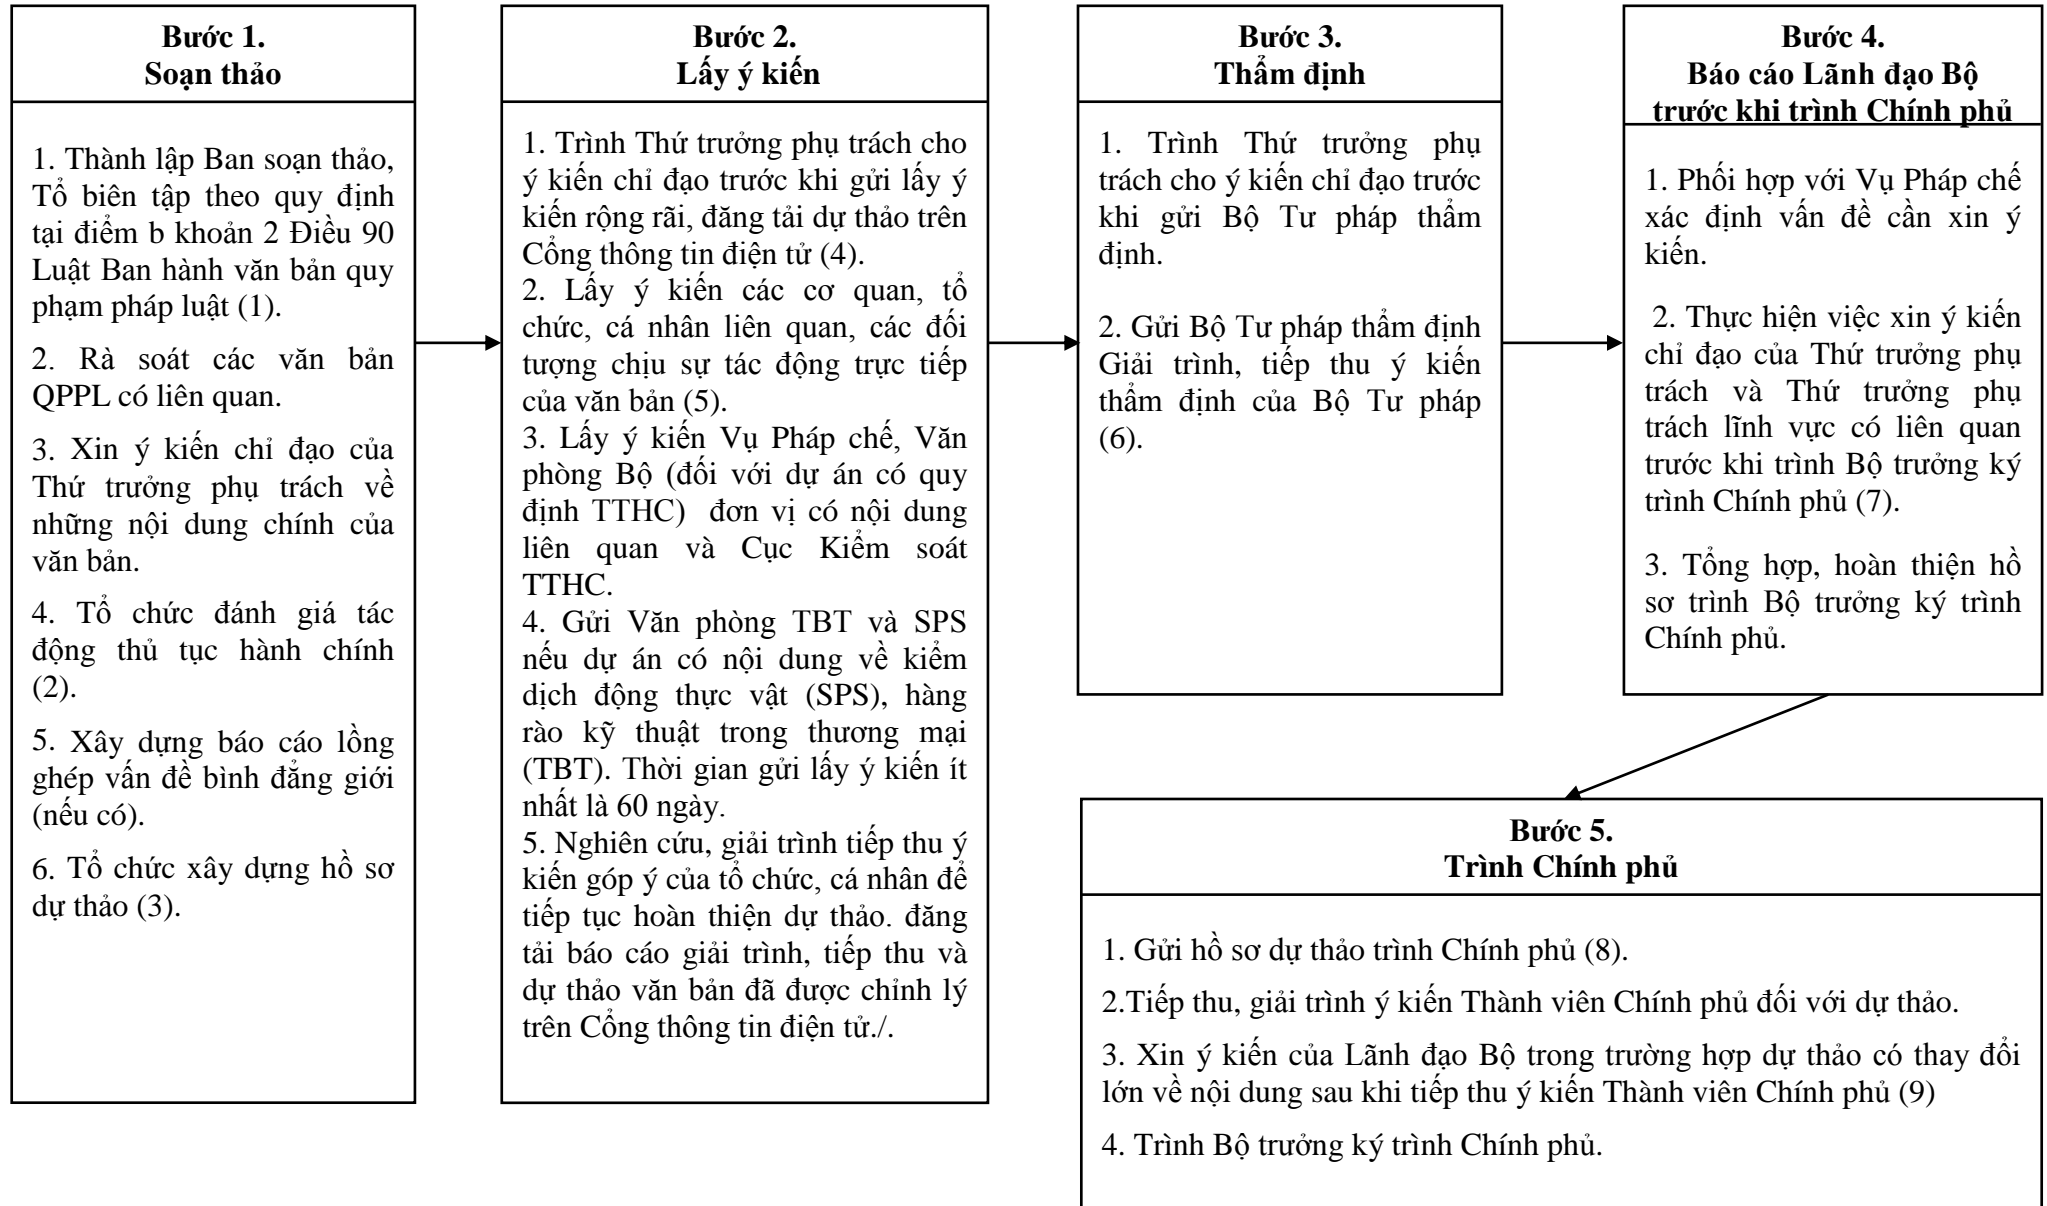 Bước 1.
Soạn thảo
1. Thành lập Ban soạn thảo,
Tổ biên tập theo quy định
tại điểm b khoản 2 Điều 90
Luật Ban hành văn bản quy
phạm pháp luật (1).
2. Rà soát các văn bản
QPPL có liên quan.
3. Xin ý kiến chỉ đạo của
Thứ trưởng phụ trách về
những nội dung chính của
văn bản.
4. Tổ chức đánh giá tác
động thủ tục hành chính
(2).
5. Xây dựng báo cáo lồng
ghép vấn đề bình đẳng giới
(nếu có).
6. Tổ chức xây dựng hồ sơ
dự thảo (3).
Bước 2.
Lấy ý kiến
1. Trình Thứ trưởng phụ trách cho
ý kiến chỉ đạo trước khi gửi lấy ý
kiến rộng rãi, đăng tải dự thảo trên
Cổng thông tin điện tử (4).
2. Lấy ý kiến các cơ quan, tổ
chức, cá nhân liên quan, các đối
tượng chịu sự tác động trực tiếp
của văn bản (5).
3. Lấy ý kiến Vụ Pháp chế, Văn
phòng Bộ (đối với dự án có quy
định TTHC) đơn vị có nội dung
liên quan và Cục Kiểm soát
TTHC.
4. Gửi Văn phòng TBT và SPS
nếu dự án có nội dung về kiểm
dịch động thực vật (SPS), hàng
rào kỹ thuật trong thương mại
(TBT). Thời gian gửi lấy ý kiến ít
nhất là 60 ngày.
5. Nghiên cứu, giải trình tiếp thu ý
kiến góp ý của tổ chức, cá nhân để
tiếp tục hoàn thiện dự thảo. đăng
tải báo cáo giải trình, tiếp thu và
dự thảo văn bản đã được chỉnh lý
trên Cổng thông tin điện tử./.
Bước 3.
Thẩm định
1. Trình Thứ trưởng phụ
trách cho ý kiến chỉ đạo trước
khi gửi Bộ Tư pháp thẩm
định.
2. Gửi Bộ Tư pháp thẩm định
Giải trình, tiếp thu ý kiến
thẩm định của Bộ Tư pháp
(6).
Bước 4.
Báo cáo Lãnh đạo Bộ
trước khi trình Chính phủ
1. Phối hợp với Vụ Pháp chế
xác định vấn đề cần xin ý
kiến.
2. Thực hiện việc xin ý kiến
chỉ đạo của Thứ trưởng phụ
trách và Thứ trưởng phụ
trách lĩnh vực có liên quan
trước khi trình Bộ trưởng ký
trình Chính phủ (7).
3. Tổng hợp, hoàn thiện hồ
sơ trình Bộ trưởng ký trình
Chính phủ.
Bước 5.
Trình Chính phủ
1. Gửi hồ sơ dự thảo trình Chính phủ (8).
2.Tiếp thu, giải trình ý kiến Thành viên Chính phủ đối với dự thảo.
3. Xin ý kiến của Lãnh đạo Bộ trong trường hợp dự thảo có thay đổi
lớn về nội dung sau khi tiếp thu ý kiến Thành viên Chính phủ (9)
4. Trình Bộ trưởng ký trình Chính phủ.